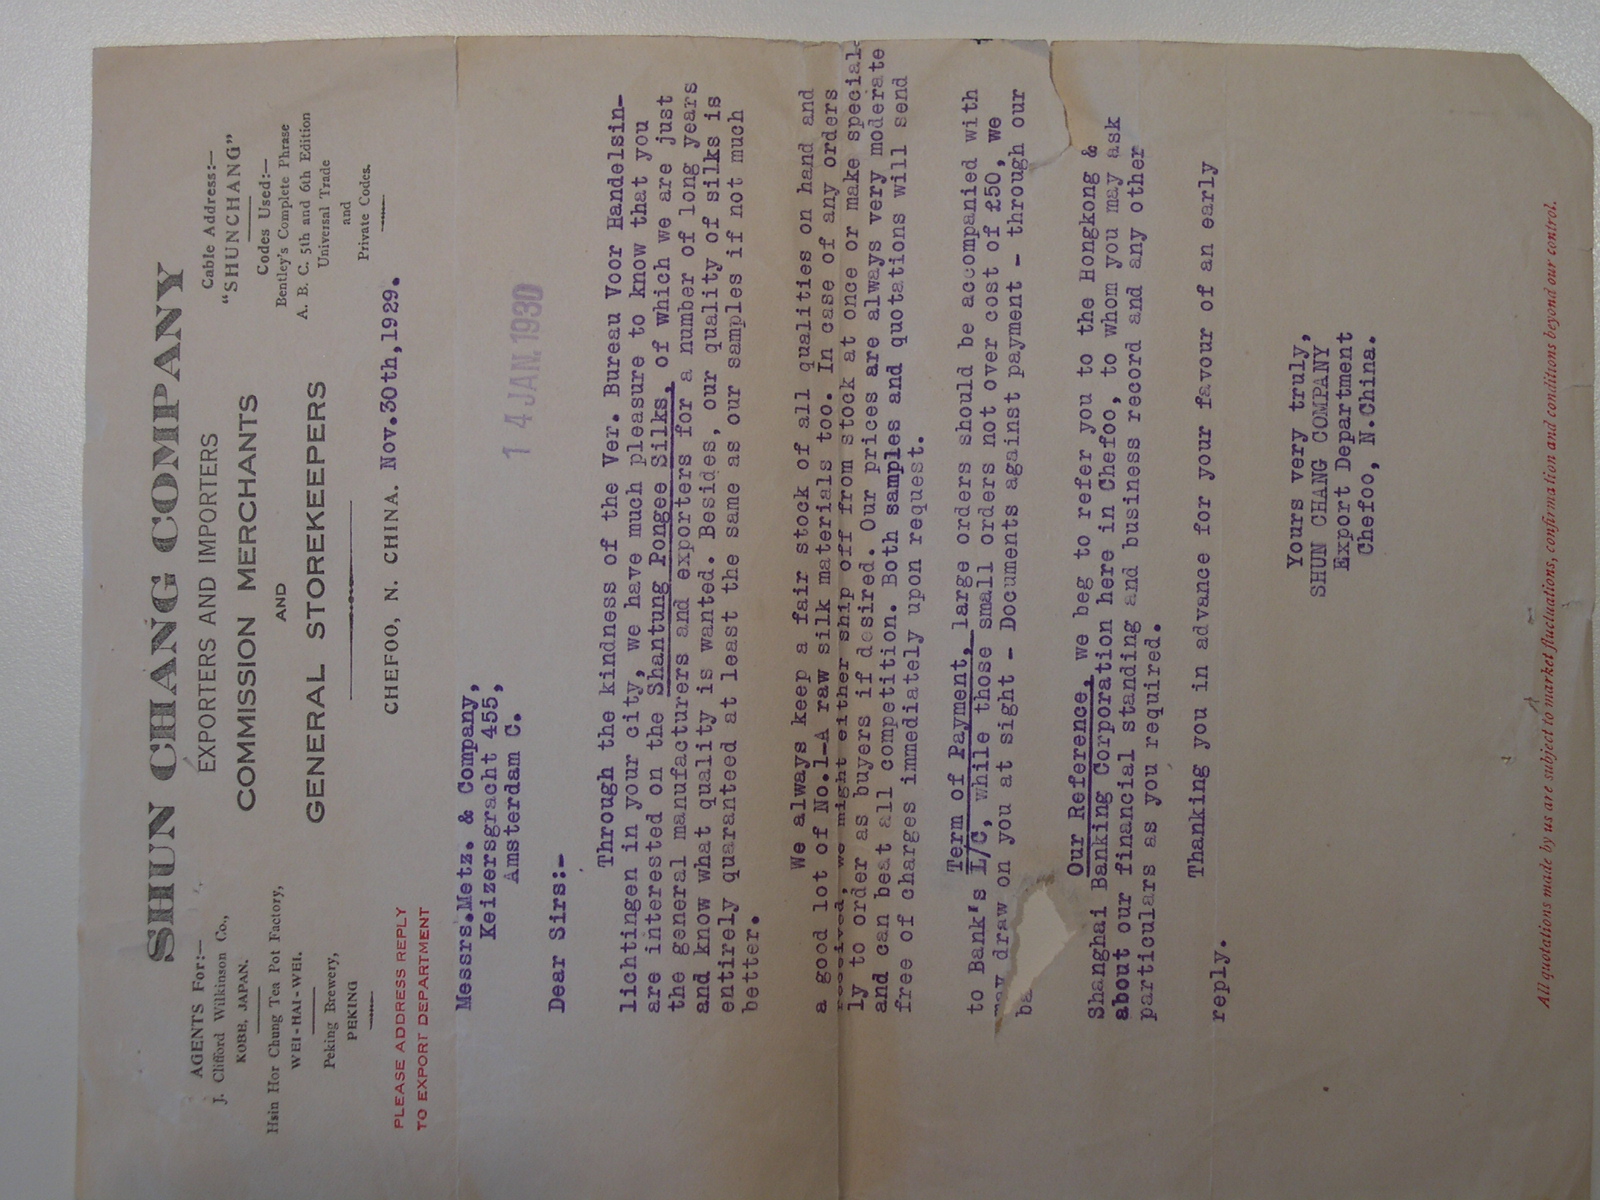 SHUN CHANG COMPANY
EXPORTERS AND IMPORTERS
COMMISSION MERCHANTS
AND
GENERAL STOREKEEPERS
AGENTS For:—
J. Clifford Wilkinson Co.,
KOBE, JAPAN.
Hsin Hor Chung Tea Pot Factory,
WEI-HAI-WEI.
Peking Brewery,
PEKING
Cable Address:—
"SHUNCHANG"
Codes Used:—
Bentley's Complete Phrase
A. B. C. 5th and 6th Edition
Universal Trade
and
Private Codes.
PLEASE ADDRESS REPLY
TO EXPORT DEPARTMENT
CHEFOO, N. CHINA. Nov.30th,1929.
Messrs.Metz. & Company,
Keizersgracht 455,
Amsterdam C.
14 JAN. 1930
Dear Sirs:-
Through the kindness of the Ver. Bureau Voor Handelsin-
lichtingen in your city, we have much pleasure to know that you
are interested on the Shantung Pongee Silks, of which we are just
the general manufacturers and exporters for a number of long years
and know what quality is wanted. Besides, our quality of silks is
entirely quaranteed at least the same as our samples if not much
better.
We always keep a fair stock of all qualities on hand and
a good lot of No.1-A raw silk materials too. In case of any orders
received, we might either ship off from stock at once or make special-
ly to order as buyers if desired. Our prices are always very moderate
and can beat all competition. Both samples and quotations will send
free of charges immediately upon request.
Term of Payment, large orders should be accompanied with
to Bank's L/C, while those small orders not over cost of £50, we
may draw on you at sight - Documents against payment - through our
ba
Our Reference, we beg to refer you to the Hongkong &
Shanghai Banking Corporation here in Chefoo, to whom you may ask
about our financial standing and business record and any other
particulars as you required.
Thanking you in advance for your favour of an early
reply.
Yours very truly,
SHUN CHANG COMPANY
Export Department
Chefoo, N.China.
All quotations made by us are subject to market fluctuations, confirmation and conditions beyond our control.